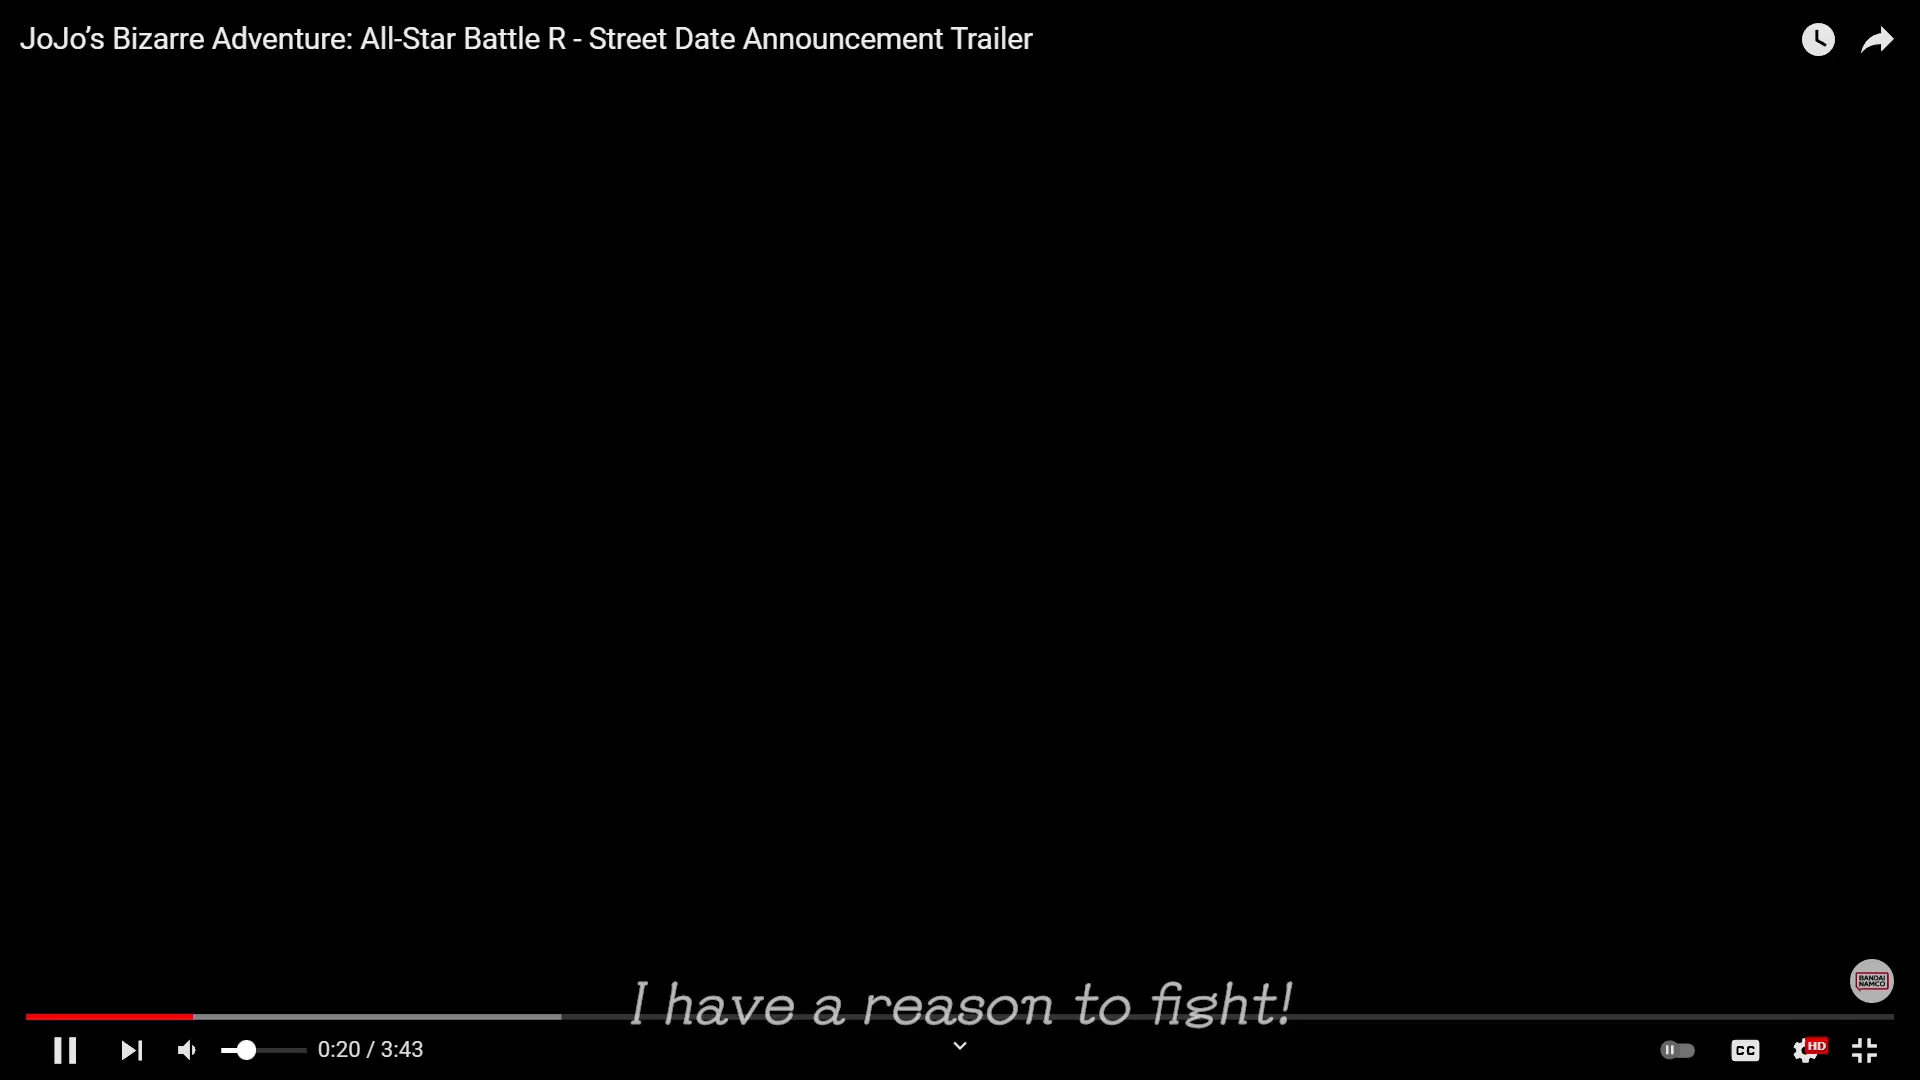 JoJo’s Bizarre Adventure: All-Star Battle R - Street Date Announcement Trailer
BANDAI
NAMCO
I have a reason to fight!
0:20 / 3:43
CC
HD